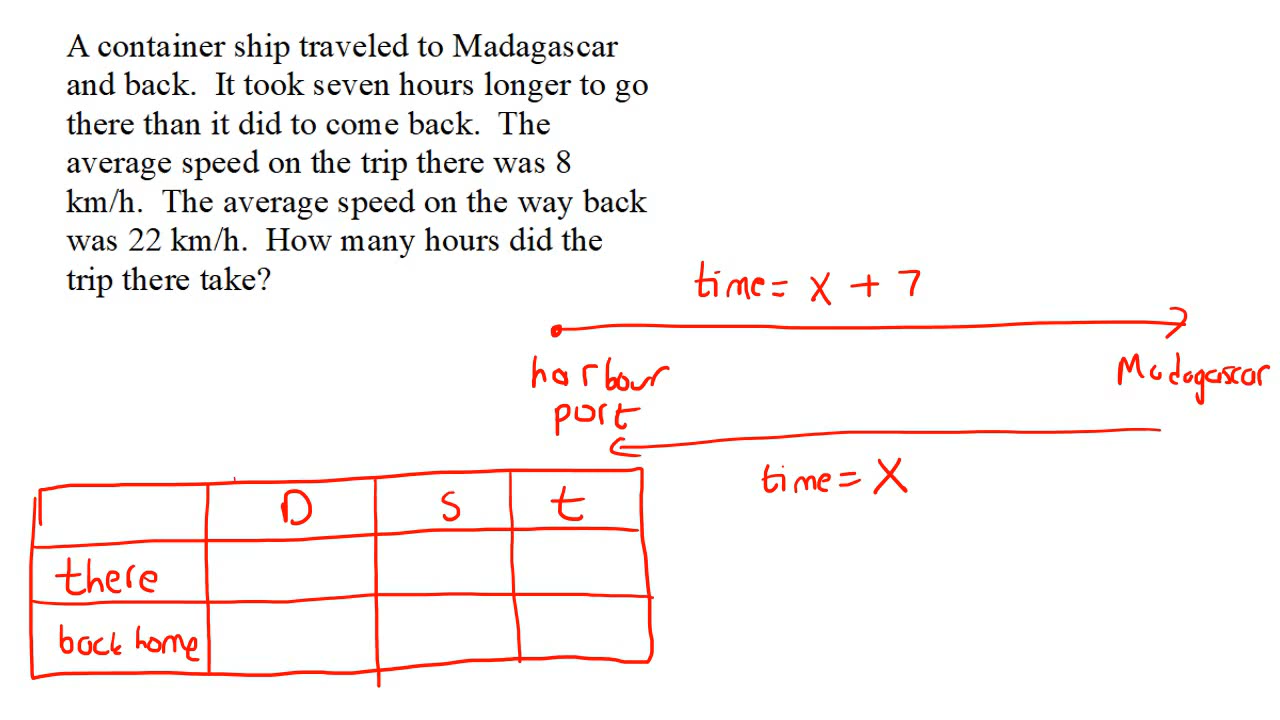 A container ship traveled to Madagascar
and back. It took seven hours longer to go
there than it did to come back. The
average speed on the trip there was 8
km/h. The average speed on the way back
was 22 km/h. How many hours did the
trip there take?
time = x + 7
harbour
port
Madagascar
time = x
D s t
there
back home